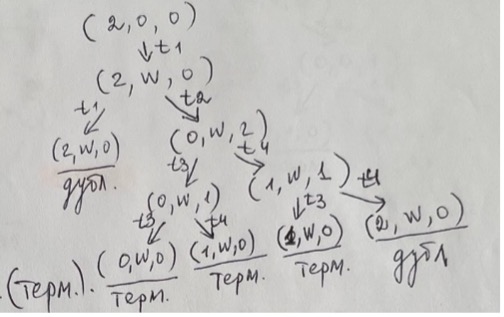 (2,0,0)
t1
(2,w,0)
t1 t2
(2,w,0) (0,w,2)
дубл. t3 t4
(0,w,1) (1,w,1) t4
t3 t4 t3
(0,w,0) (1,w,0) (1,w,0) (2,w,0)
(терм.). терм. терм. терм. дубл